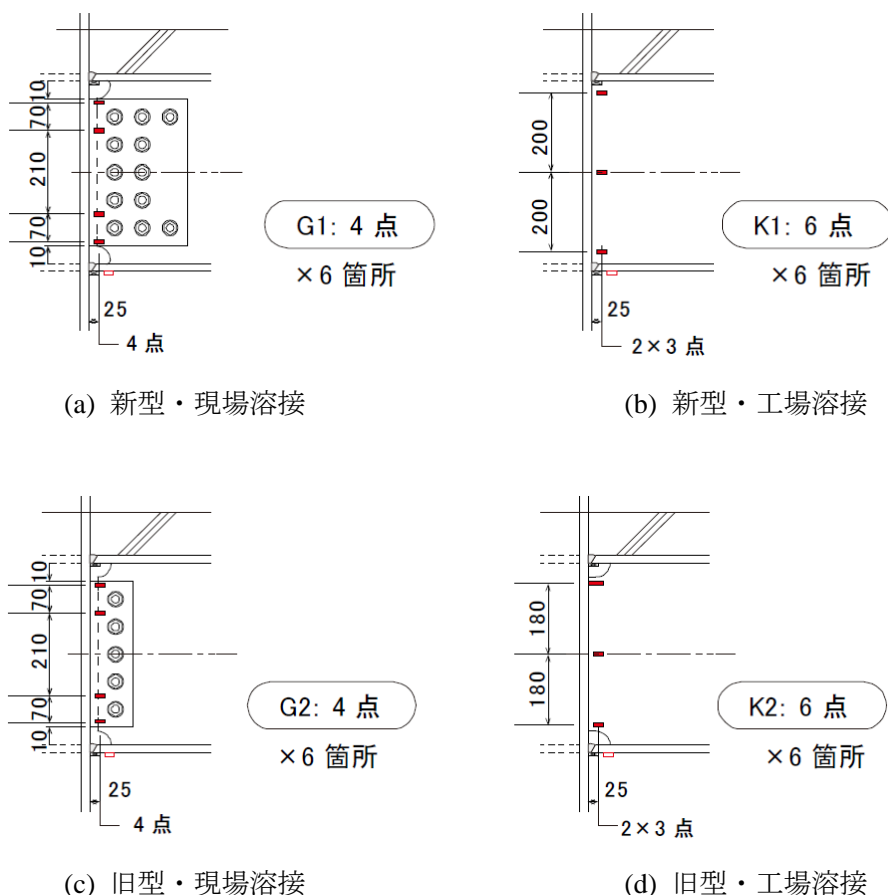 10
70
210
70
10
25
4 点
G1: 4 点
×6 箇所
(a) 新型・現場溶接
200
200
25
2×3 点
K1: 6 点
×6 箇所
(b) 新型・工場溶接
10
70
210
70
10
25
4 点
G2: 4 点
×6 箇所
(c) 旧型・現場溶接
180
180
25
2×3 点
K2: 6 点
×6 箇所
(d) 旧型・工場溶接